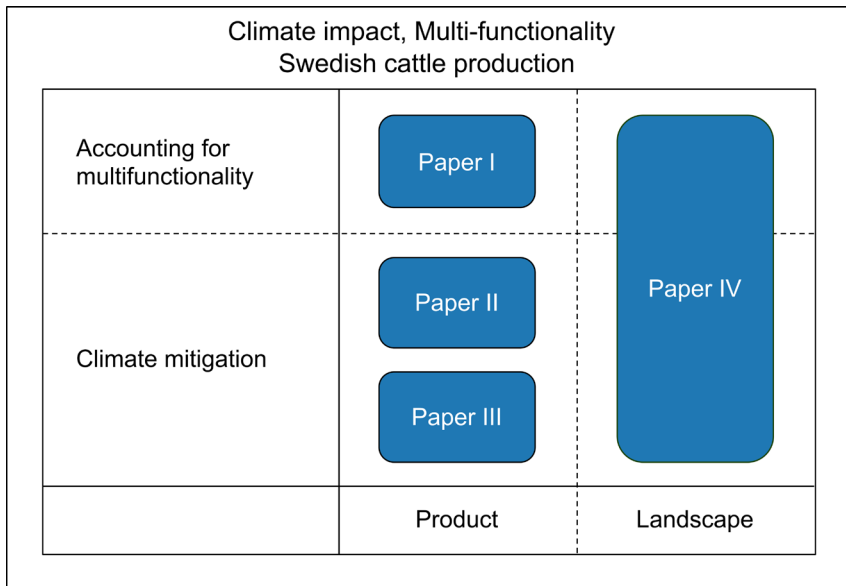 Climate impact, Multi-functionality
Swedish cattle production
Accounting for
multifunctionality
Paper I
Paper II
Paper IV
Climate mitigation
Paper III
Product
Landscape